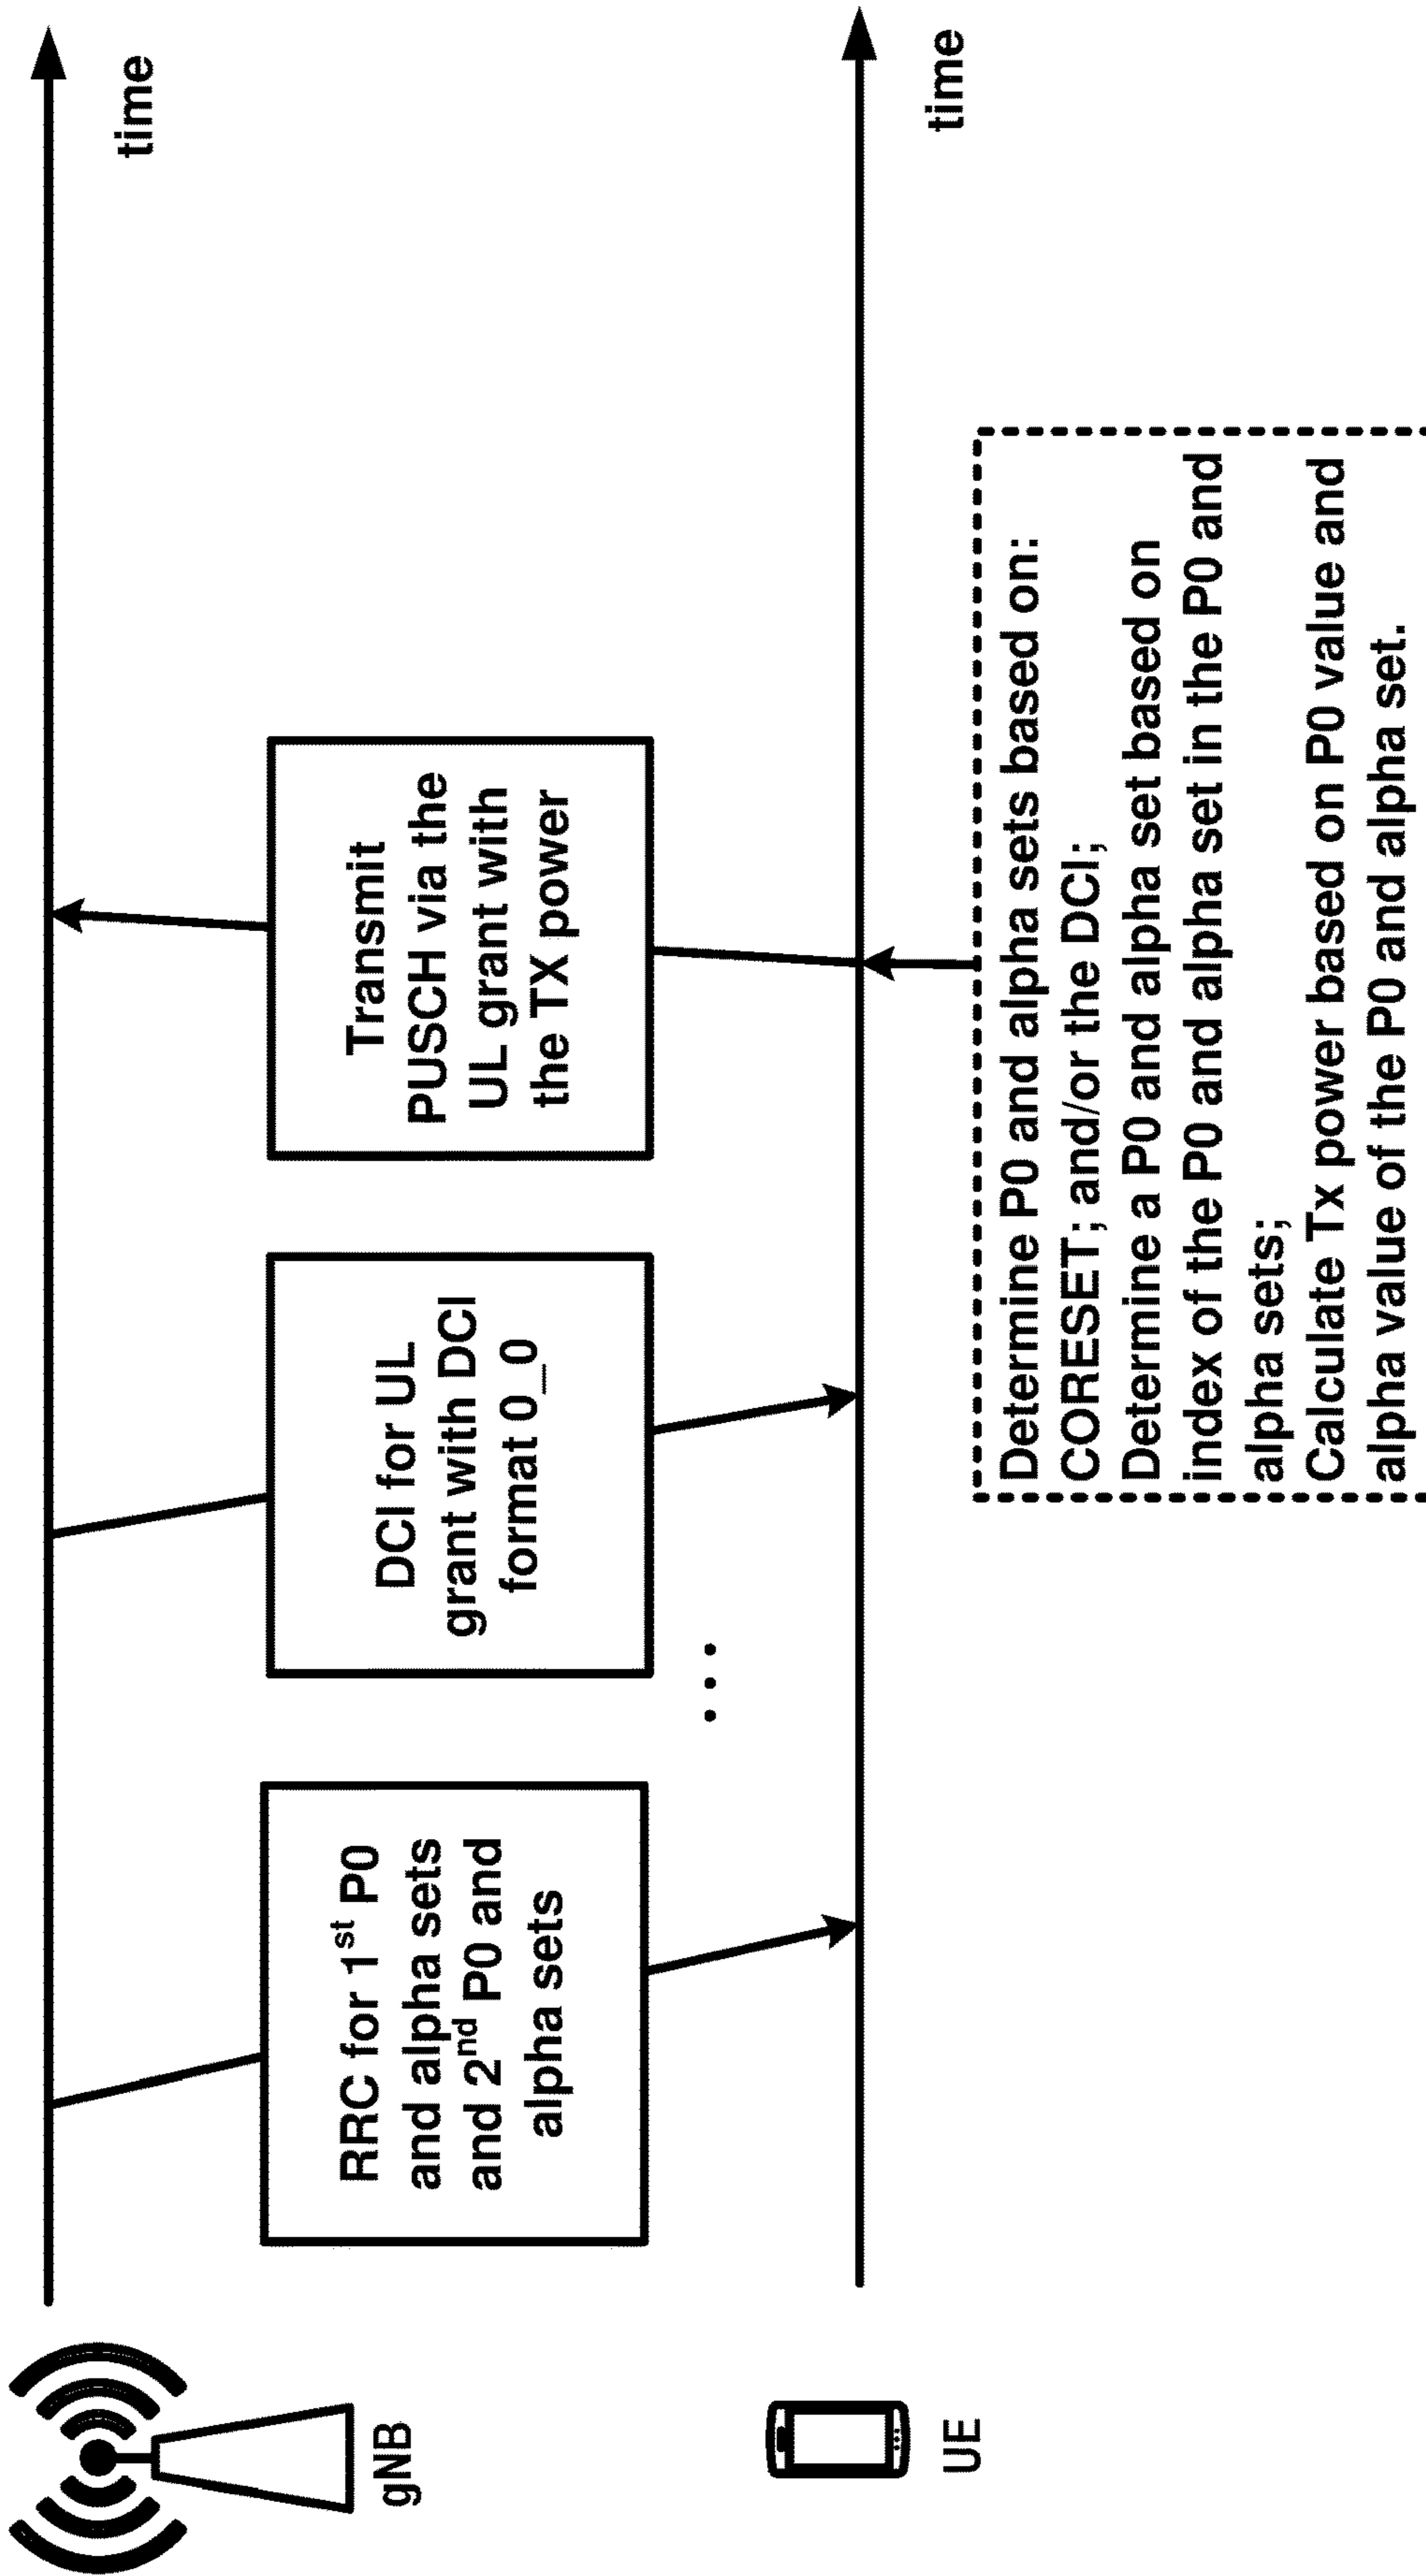 gNB
time
RRC for 1st P0
and alpha sets
and 2nd P0 and
alpha sets
...
DCI for UL
grant with DCI
format 0_0
Transmit
PUSCH via the
UL grant with
the TX power
UE
time
Determine P0 and alpha sets based on:
CORESET; and/or the DCI;
Determine a P0 and alpha set based on
index of the P0 and alpha set in the P0 and
alpha sets;
Calculate Tx power based on P0 value and
alpha value of the P0 and alpha set.